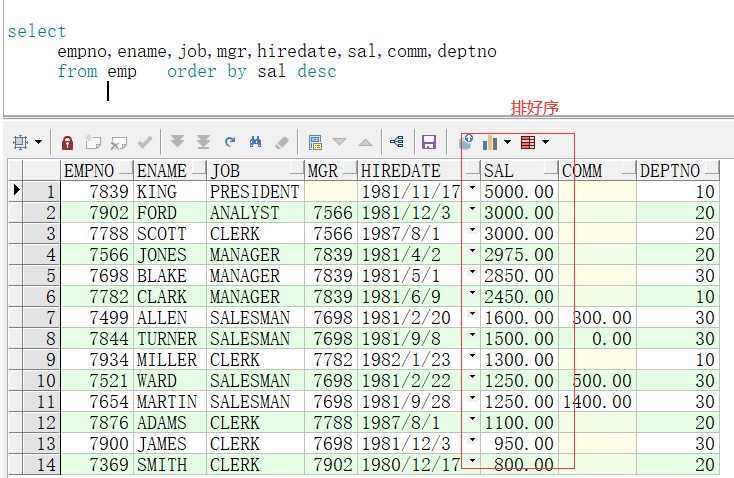 select
empno,ename,job,mgr,hiredate,sal,comm,deptno
from emp order by sal desc
排好序
EMPNO ENAME JOB MGR HIREDATE SAL COMM DEPTNO
1 7839 KING PRESIDENT 1981/11/17 5000.00 10
2 7902 FORD ANALYST 7566 1981/12/3 3000.00 20
3 7788 SCOTT CLERK 7566 1987/8/1 3000.00 20
4 7566 JONES MANAGER 7839 1981/4/2 2975.00 20
5 7698 BLAKE MANAGER 7839 1981/5/1 2850.00 30
6 7782 CLARK MANAGER 7839 1981/6/9 2450.00 10
7 7499 ALLEN SALESMAN 7698 1981/2/20 1600.00 300.00 30
8 7844 TURNER SALESMAN 7698 1981/9/8 1500.00 0.00 30
9 7934 MILLER CLERK 7782 1982/1/23 1300.00 10
10 7521 WARD SALESMAN 7698 1981/2/22 1250.00 500.00 30
11 7654 MARTIN SALESMAN 7698 1981/9/28 1250.00 1400.00 30
12 7876 ADAMS CLERK 7788 1987/8/1 1100.00 20
13 7900 JAMES CLERK 7698 1981/12/3 950.00 30
14 7369 SMITH CLERK 7902 1980/12/17 800.00 20